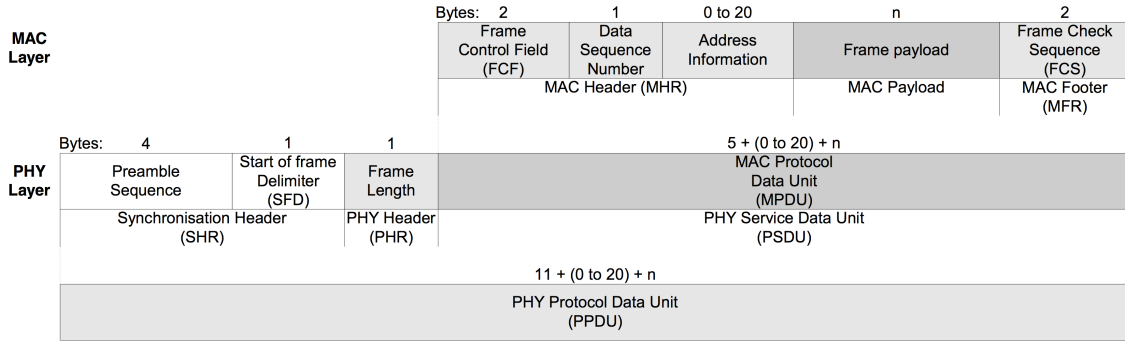 Bytes: 2 1 0 to 20 n 2
MAC
Layer
Frame
Control Field
(FCF)
Data
Sequence
Number
Address
Information
Frame payload
Frame Check
Sequence
(FCS)
MAC Header (MHR)
MAC Payload
MAC Footer
(MFR)
Bytes: 4 1 1 5 + (0 to 20) + n
PHY
Layer
Preamble
Sequence
Start of frame
Delimiter
(SFD)
Frame
Length
MAC Protocol
Data Unit
(MPDU)
Synchronisation Header
(SHR)
PHY Header
(PHR)
PHY Service Data Unit
(PSDU)
11 + (0 to 20) + n
PHY Protocol Data Unit
(PPDU)